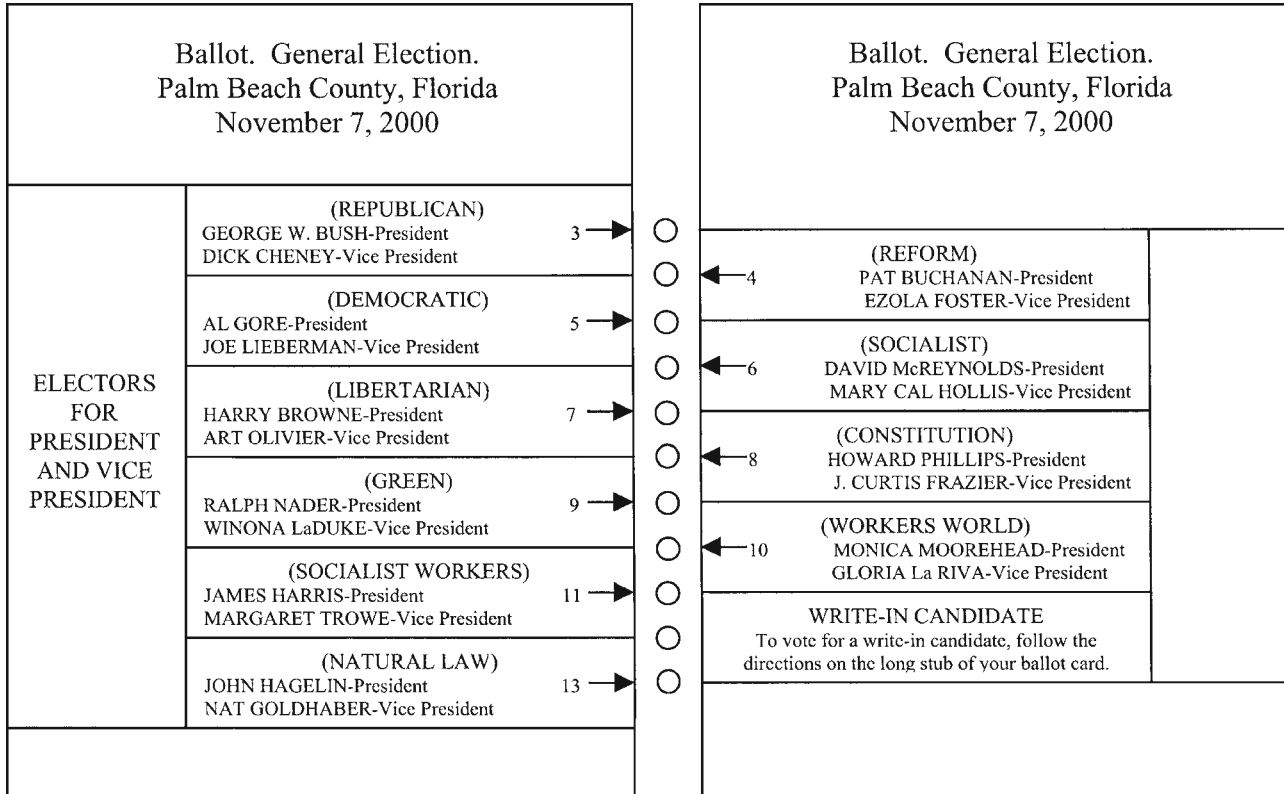 Ballot. General Election.
Palm Beach County, Florida
November 7, 2000
ELECTORS
FOR
PRESIDENT
AND VICE
PRESIDENT
(REPUBLICAN)
GEORGE W. BUSH-President 3
DICK CHENEY-Vice President
(DEMOCRATIC)
AL GORE-President 5
JOE LIEBERMAN-Vice President
(LIBERTARIAN)
HARRY BROWNE-President 7
ART OLIVIER-Vice President
(GREEN)
RALPH NADER-President 9
WINONA LaDUKE-Vice President
(SOCIALIST WORKERS)
JAMES HARRIS-President 11
MARGARET TROWE-Vice President
(NATURAL LAW)
JOHN HAGELIN-President 13
NAT GOLDHABER-Vice President
Ballot. General Election.
Palm Beach County, Florida
November 7, 2000
(REFORM)
4 PAT BUCHANAN-President
EZOLA FOSTER-Vice President
(SOCIALIST)
6 DAVID McREYNOLDS-President
MARY CAL HOLLIS-Vice President
(CONSTITUTION)
8 HOWARD PHILLIPS-President
J. CURTIS FRAZIER-Vice President
(WORKERS WORLD)
10 MONICA MOOREHEAD-President
GLORIA La RIVA-Vice President
WRITE-IN CANDIDATE
To vote for a write-in candidate, follow the
directions on the long stub of your ballot card.